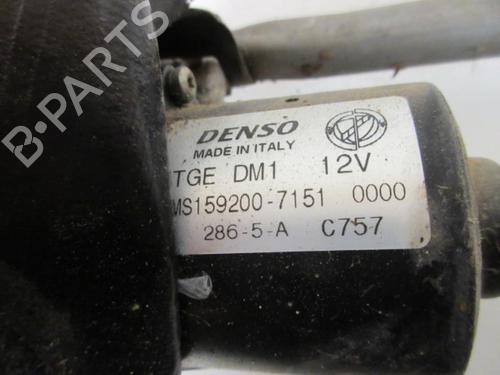 DENSO
MADE IN ITALY
TGE DM1 12V
MS159200-7151 0000
286-5-A C757
B-PARTS